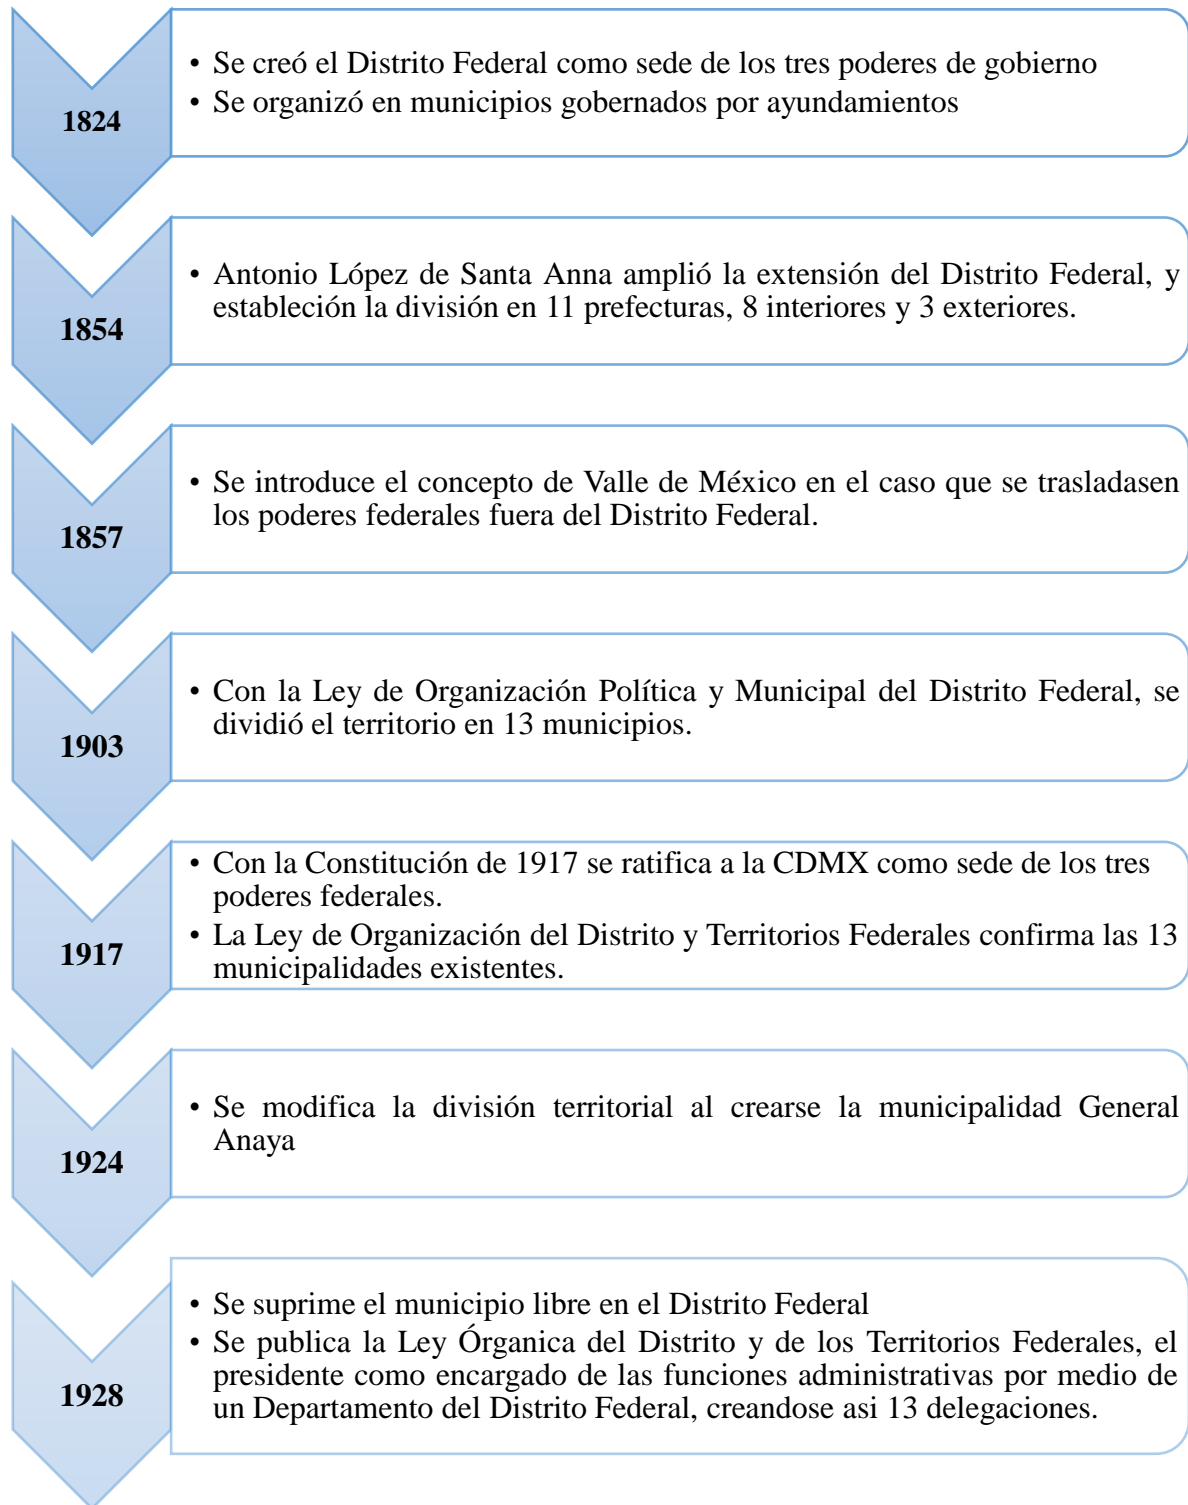 1824
• Se creó el Distrito Federal como sede de los tres poderes de gobierno
• Se organizó en municipios gobernados por ayundamientos
1854
• Antonio López de Santa Anna amplió la extensión del Distrito Federal, y
estableción la división en 11 prefecturas, 8 interiores y 3 exteriores.
1857
• Se introduce el concepto de Valle de México en el caso que se trasladasen
los poderes federales fuera del Distrito Federal.
1903
• Con la Ley de Organización Política y Municipal del Distrito Federal, se
dividió el territorio en 13 municipios.
1917
• Con la Constitución de 1917 se ratifica a la CDMX como sede de los tres
poderes federales.
• La Ley de Organización del Distrito y Territorios Federales confirma las 13
municipalidades existentes.
1924
• Se modifica la división territorial al crearse la municipalidad General
Anaya
1928
• Se suprime el municipio libre en el Distrito Federal
• Se publica la Ley Órganica del Distrito y de los Territorios Federales, el
presidente como encargado de las funciones administrativas por medio de
un Departamento del Distrito Federal, creandose asi 13 delegaciones.